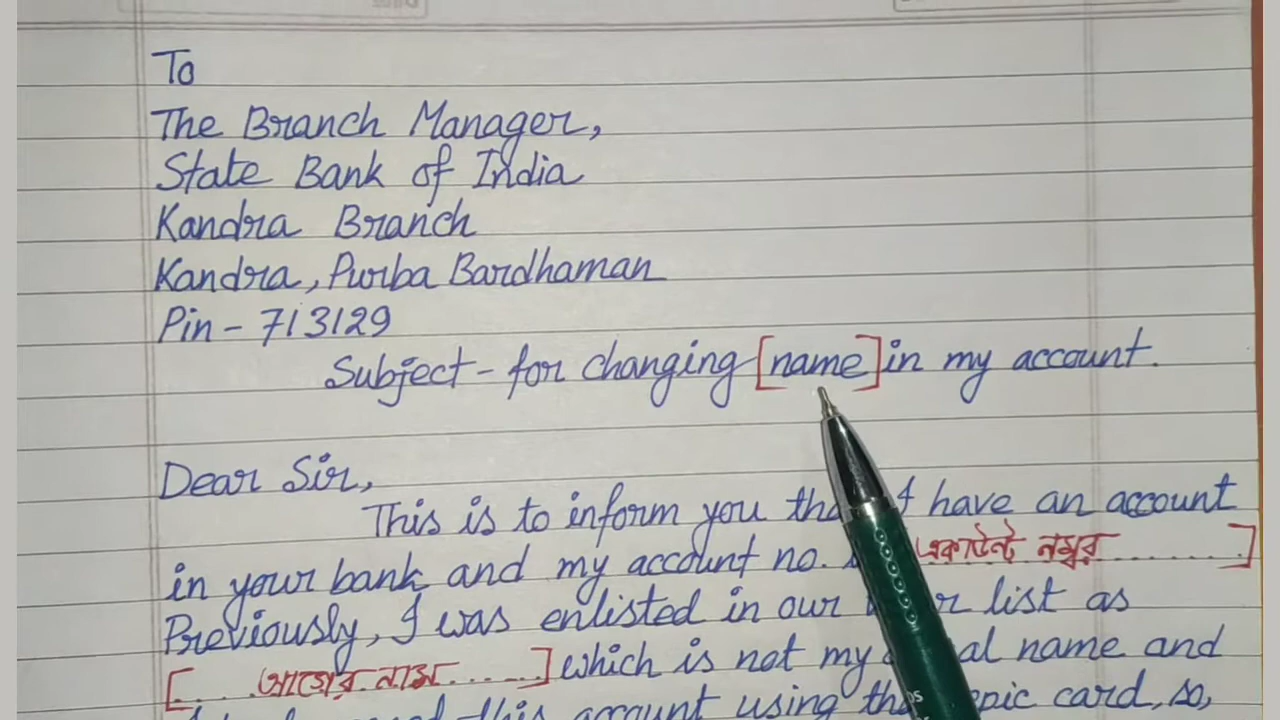 To
The Branch Manager,
State Bank of India
Kandra Branch
Kandra, Purba Bardhaman
Pin - 713129
Subject - for changing [name] in my account.
Dear Sir,
This is to inform you tha I have an account
in your bank and my account no. একাউন্ট নম্বর ........]
Previously, I was enlisted in our list as
[.... আগের নাম ......] which is not my name and
this account using epic card, so,